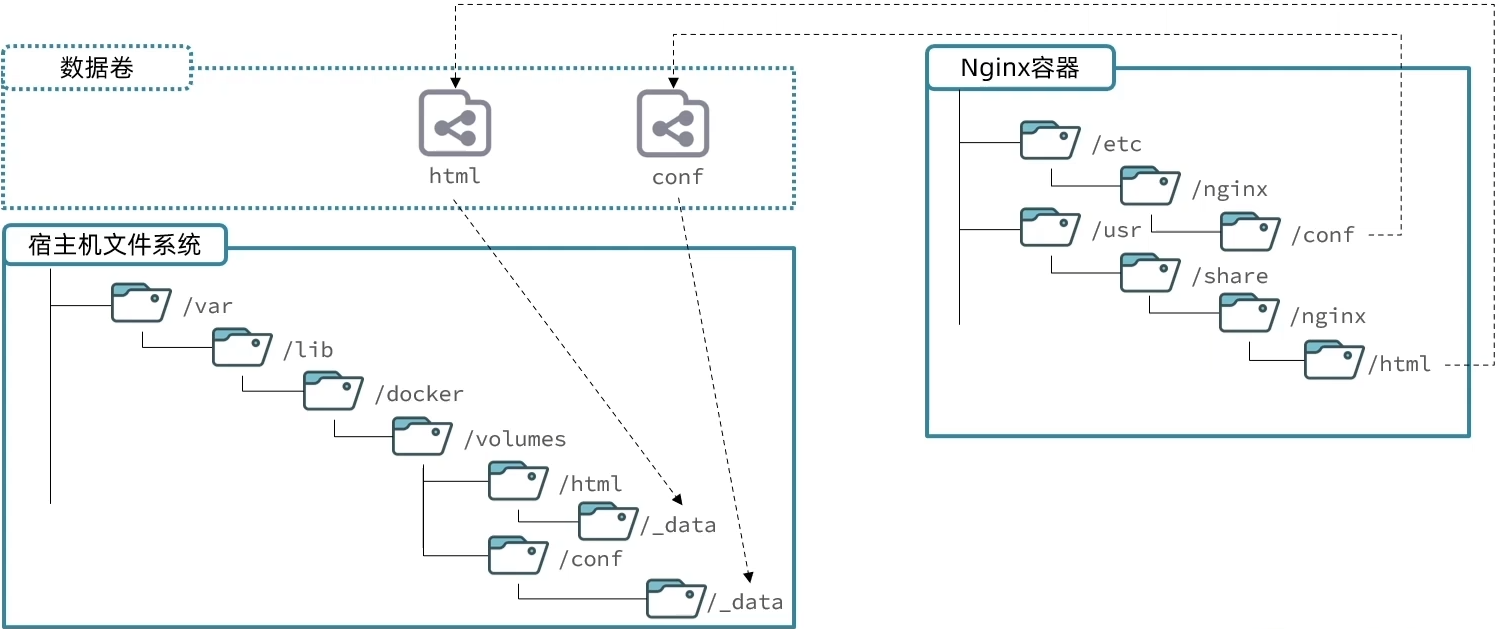 数据卷
html
conf
宿主机文件系统
/var
/lib
/docker
/volumes
/html
/_data
/conf
/_data
Nginx容器
/etc
/nginx
/conf
/usr
/share
/nginx
/html